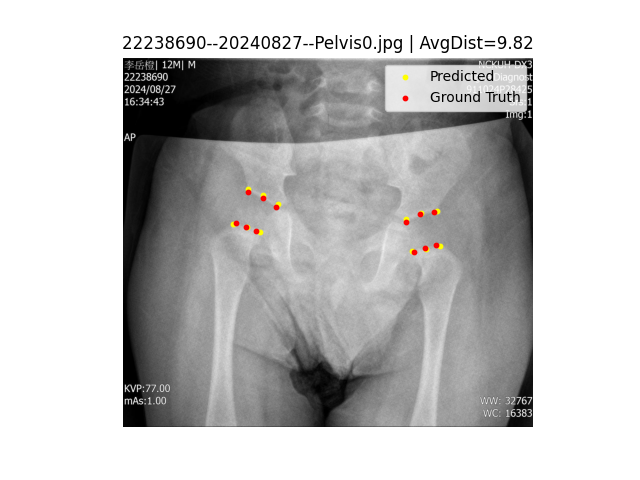 22238690--20240827--Pelvis0.jpg | AvgDist=9.82
李岳橙| 12M| M
22238690
2024/08/27
16:34:43
AP
NCKUH-DX3
Diagnost
Predicted
Ground Truth
Img:1
KVP:77.00
mAs:1.00
WW: 32767
WC: 16383